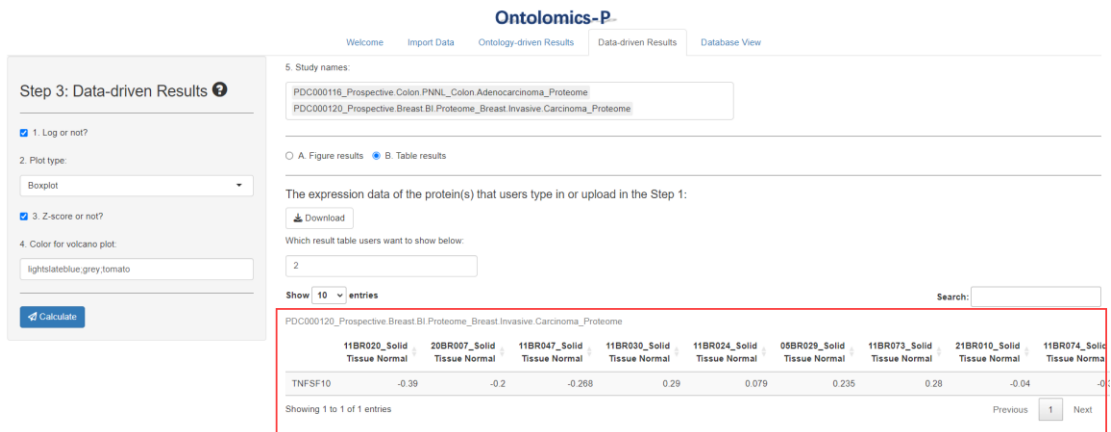 Ontolomics-P
Welcome
Import Data
Ontology-driven Results
Data-driven Results
Database View
Step 3: Data-driven Results ?
1. Log or not?
2. Plot type:
Boxplot
3. Z-score or not?
4. Color for volcano plot:
lightslateblue;grey;tomato
Calculate
5. Study names:
PDC000116_Prospective.Colon.PNNL_Colon.Adenocarcinoma_Proteome
PDC000120_Prospective.Breast.BI.Proteome_Breast.Invasive.Carcinoma_Proteome
A. Figure results B. Table results
The expression data of the protein(s) that users type in or upload in the Step 1:
Download
Which result table users want to show below:
2
Show 10 entries
Search:
PDC000120_Prospective.Breast.BI.Proteome_Breast.Invasive.Carcinoma_Proteome
11BR020_Solid 20BR007_Solid 11BR047_Solid 11BR030_Solid 11BR024_Solid 05BR029_Solid 11BR073_Solid 21BR010_Solid 11BR074_Solid
Tissue Normal Tissue Normal Tissue Normal Tissue Normal Tissue Normal Tissue Normal Tissue Normal Tissue Normal Tissue Normal
TNFSF10 -0.39 -0.2 -0.268 0.29 0.079 0.235 0.28 -0.04
Showing 1 to 1 of 1 entries
Previous 1 Next